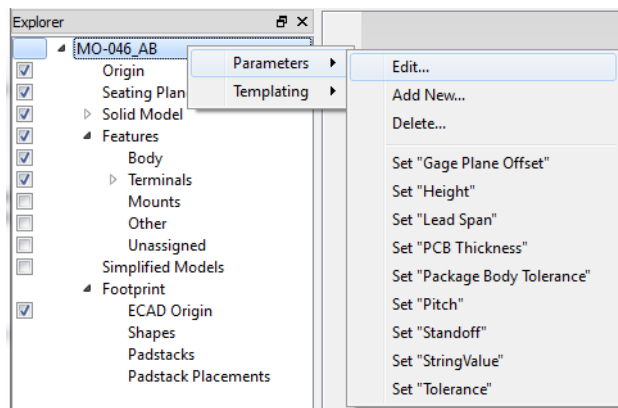 Explorer
MO-046_AB
Origin
Seating Plan
Solid Model
Features
Body
Terminals
Mounts
Other
Unassigned
Simplified Models
Footprint
ECAD Origin
Shapes
Padstacks
Padstack Placements
Parameters
Templating
Edit...
Add New...
Delete...
Set "Gage Plane Offset"
Set "Height"
Set "Lead Span"
Set "PCB Thickness"
Set "Package Body Tolerance"
Set "Pitch"
Set "Standoff"
Set "StringValue"
Set "Tolerance"